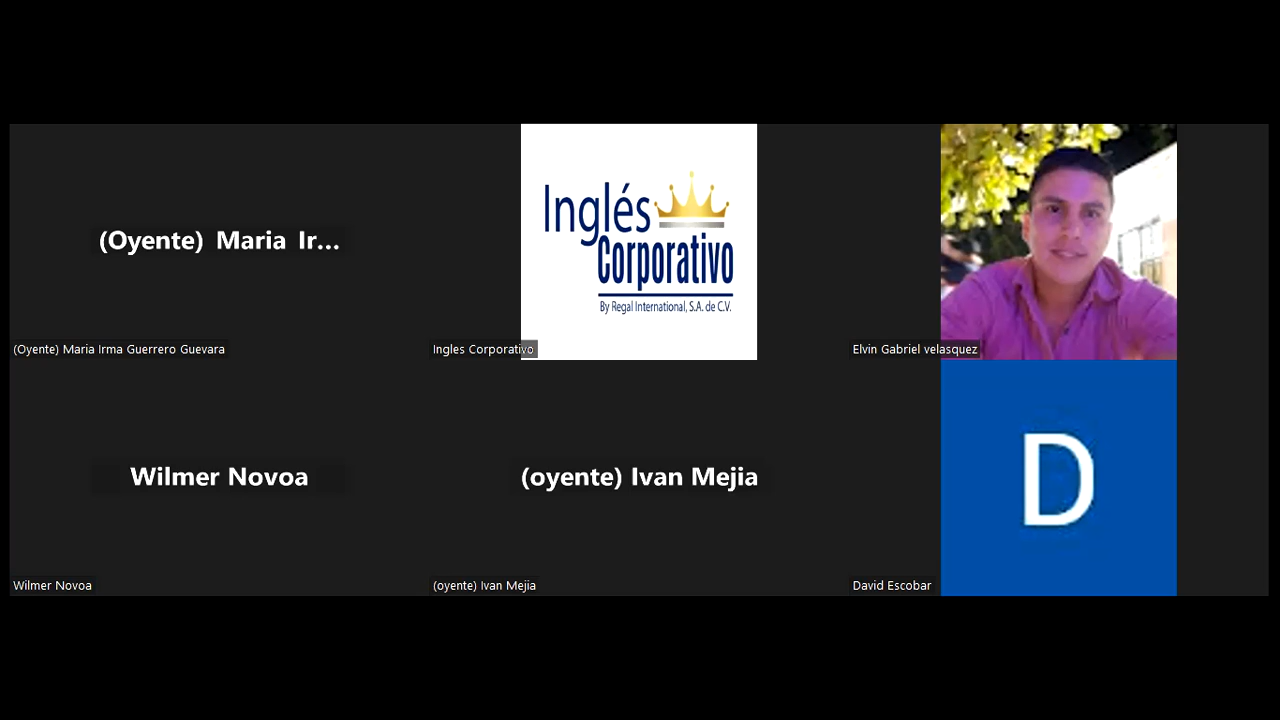 (Oyente) Maria Ir...
(Oyente) Maria Irma Guerrero Guevara
Inglés
Corporativo
By Regal International, S.A. de C.V.
Ingles Corporativo
Elvin Gabriel velasquez
Wilmer Novoa
Wilmer Novoa
(oyente) Ivan Mejia
(oyente) Ivan Mejia
D
David Escobar